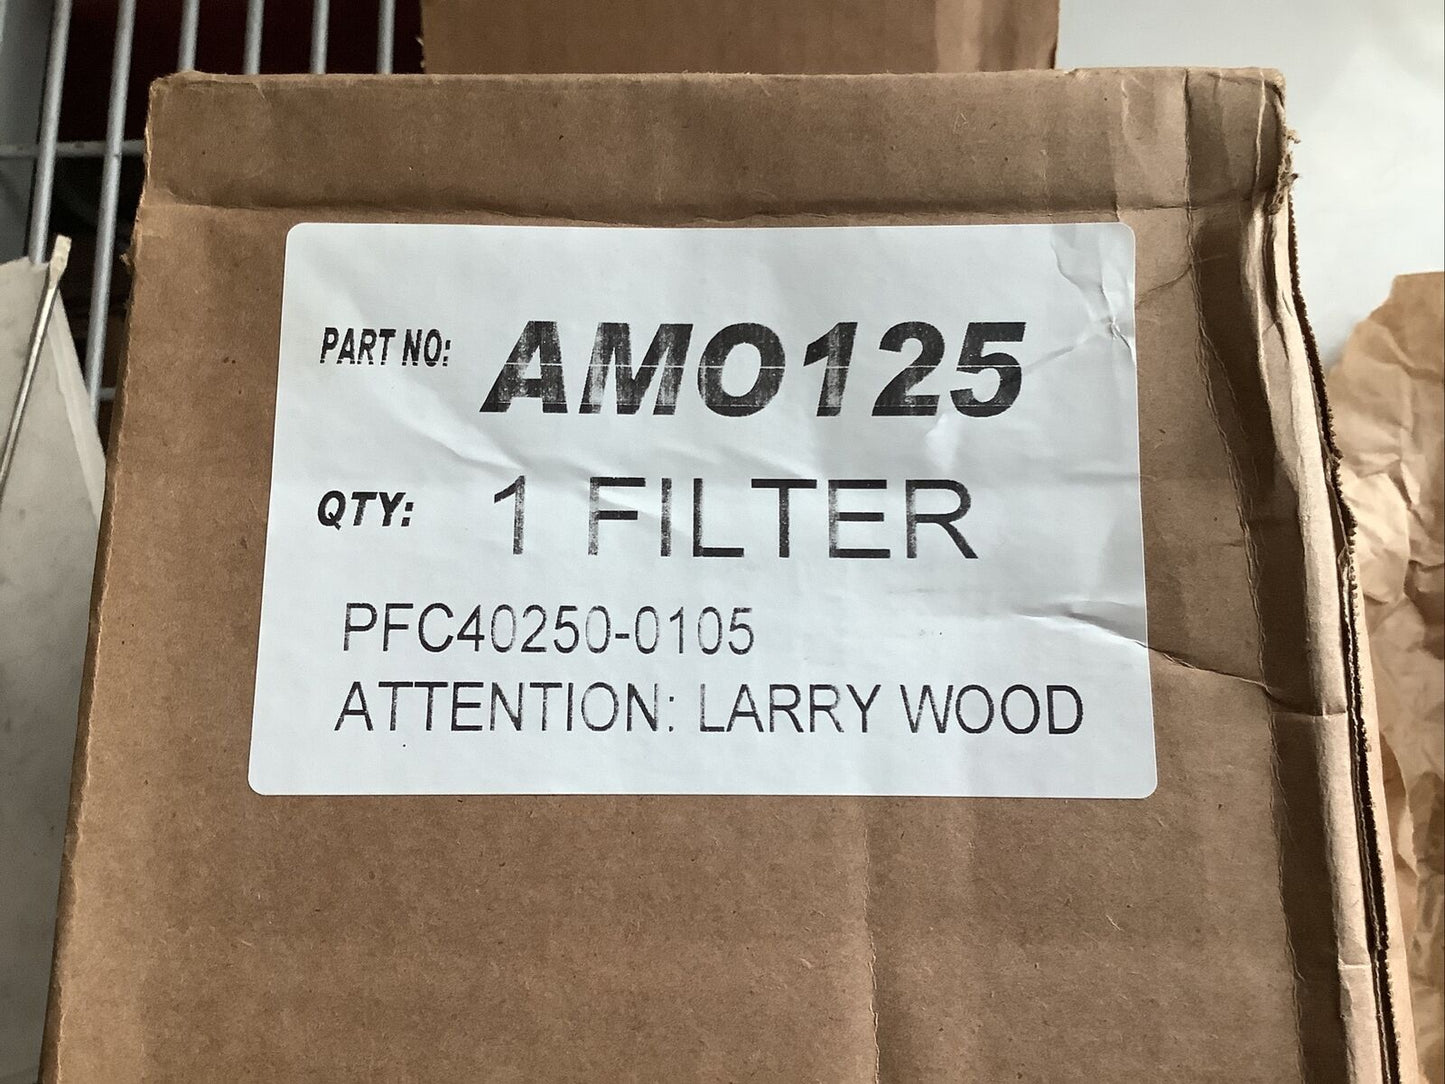 PART NO: AMO125
QTY: 1 FILTER
PFC40250-0105
ATTENTION: LARRY WOOD